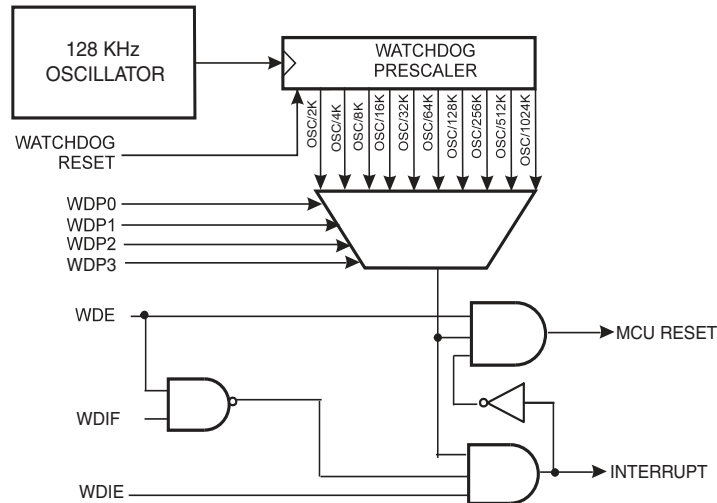 128 KHz
OSCILLATOR
WATCHDOG
PRESCALER
OSC/2K
OSC/4K
OSC/8K
OSC/16K
OSC/32K
OSC/64K
OSC/128K
OSC/256K
OSC/512K
OSC/1024K
WATCHDOG
RESET
WDP0
WDP1
WDP2
WDP3
WDE
MCU RESET
WDIF
INTERRUPT
WDIE